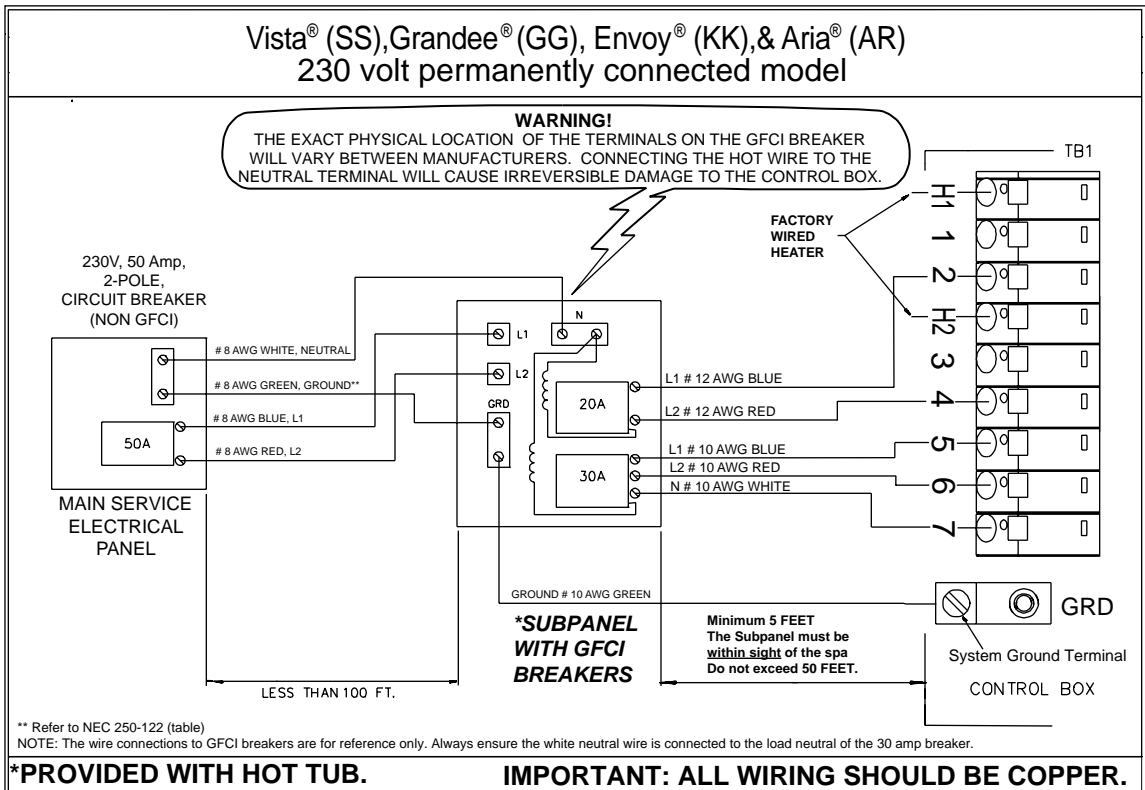 Vista® (SS),Grandee® (GG), Envoy® (KK),& Aria® (AR)
230 volt permanently connected model
WARNING!
THE EXACT PHYSICAL LOCATION OF THE TERMINALS ON THE GFCI BREAKER
WILL VARY BETWEEN MANUFACTURERS. CONNECTING THE HOT WIRE TO THE
NEUTRAL TERMINAL WILL CAUSE IRREVERSIBLE DAMAGE TO THE CONTROL BOX.
230V, 50 Amp,
2-POLE,
CIRCUIT BREAKER
(NON GFCI)
# 8 AWG WHITE, NEUTRAL
# 8 AWG GREEN, GROUND**
# 8 AWG BLUE, L1
# 8 AWG RED, L2
50A
MAIN SERVICE
ELECTRICAL
PANEL
N
L1
L2
GRD
20A
30A
L1 # 12 AWG BLUE
L2 # 12 AWG RED
L1 # 10 AWG BLUE
L2 # 10 AWG RED
N # 10 AWG WHITE
FACTORY
WIRED
HEATER
TB1
H1
1
2
H2
3
4
5
6
7
GROUND # 10 AWG GREEN
*SUBPANEL
WITH GFCI
BREAKERS
Minimum 5 FEET
The Subpanel must be
within sight of the spa
Do not exceed 50 FEET.
GRD
System Ground Terminal
CONTROL BOX
LESS THAN 100 FT.
** Refer to NEC 250-122 (table)
NOTE: The wire connections to GFCI breakers are for reference only. Always ensure the white neutral wire is connected to the load neutral of the 30 amp breaker.
*PROVIDED WITH HOT TUB.
IMPORTANT: ALL WIRING SHOULD BE COPPER.